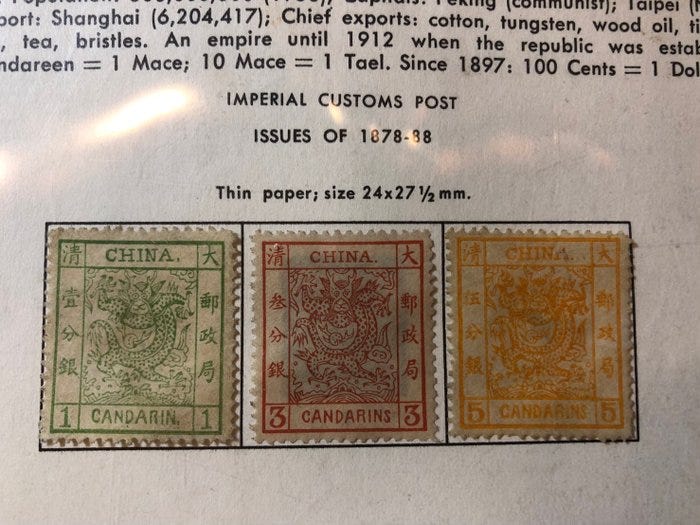 Peking (communist); Taipei (N
port: Shanghai (6,204,417); Chief exports: cotton, tungsten, wood oil, ti
, tea, bristles. An empire until 1912 when the republic was estab
ndareen = 1 Mace; 10 Mace = 1 Tael. Since 1897: 100 Cents = 1 Dol
IMPERIAL CUSTOMS POST
ISSUES OF 1878-88
Thin paper; size 24x27½ mm.
清 CHINA. 大
郵政局
壹分銀
1 CANDARIN. 1
清 CHINA. 大
郵政局
叁分銀
3 CANDARINS 3
清 CHINA. 大
郵政局
伍分銀
5 CANDARINS 5